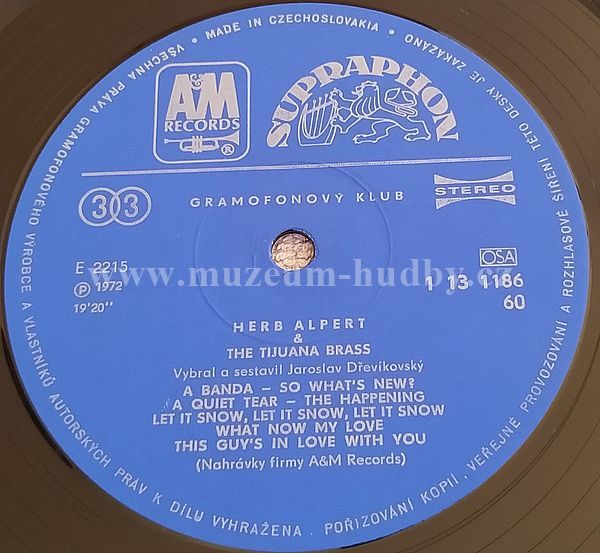 VŠECHNA PRÁVA GRAMOFONOVÉHO VÝROBCE A VLASTNÍKŮ AUTORSKÝCH PRÁV K DÍLU VYHRAŽENA . POŘIZOVÁNÍ KOPIÍ , VEŘEJNÉ PROVOZOVÁNÍ A ROZHLASOVÉ ŠÍŘENÍ TÉTO DESKY JE ZAKÁZÁNO
MADE IN CZECHOSLOVAKIA
A&M
RECORDS
®
SUPRAPHON
33
GRAMOFONOVÝ KLUB
STEREO
E 2215
OSA
www.muzeum-hudby.cz
℗ 1972
1 13 1186
19'20"
60
HERB ALPERT
&
THE TIJUANA BRASS
Vybral a sestavil Jaroslav Dřevíkovský
A BANDA – SO WHAT'S NEW?
A QUIET TEAR – THE HAPPENING
LET IT SNOW, LET IT SNOW, LET IT SNOW
WHAT NOW MY LOVE
THIS GUY'S IN LOVE WITH YOU
(Nahrávky firmy A&M Records)